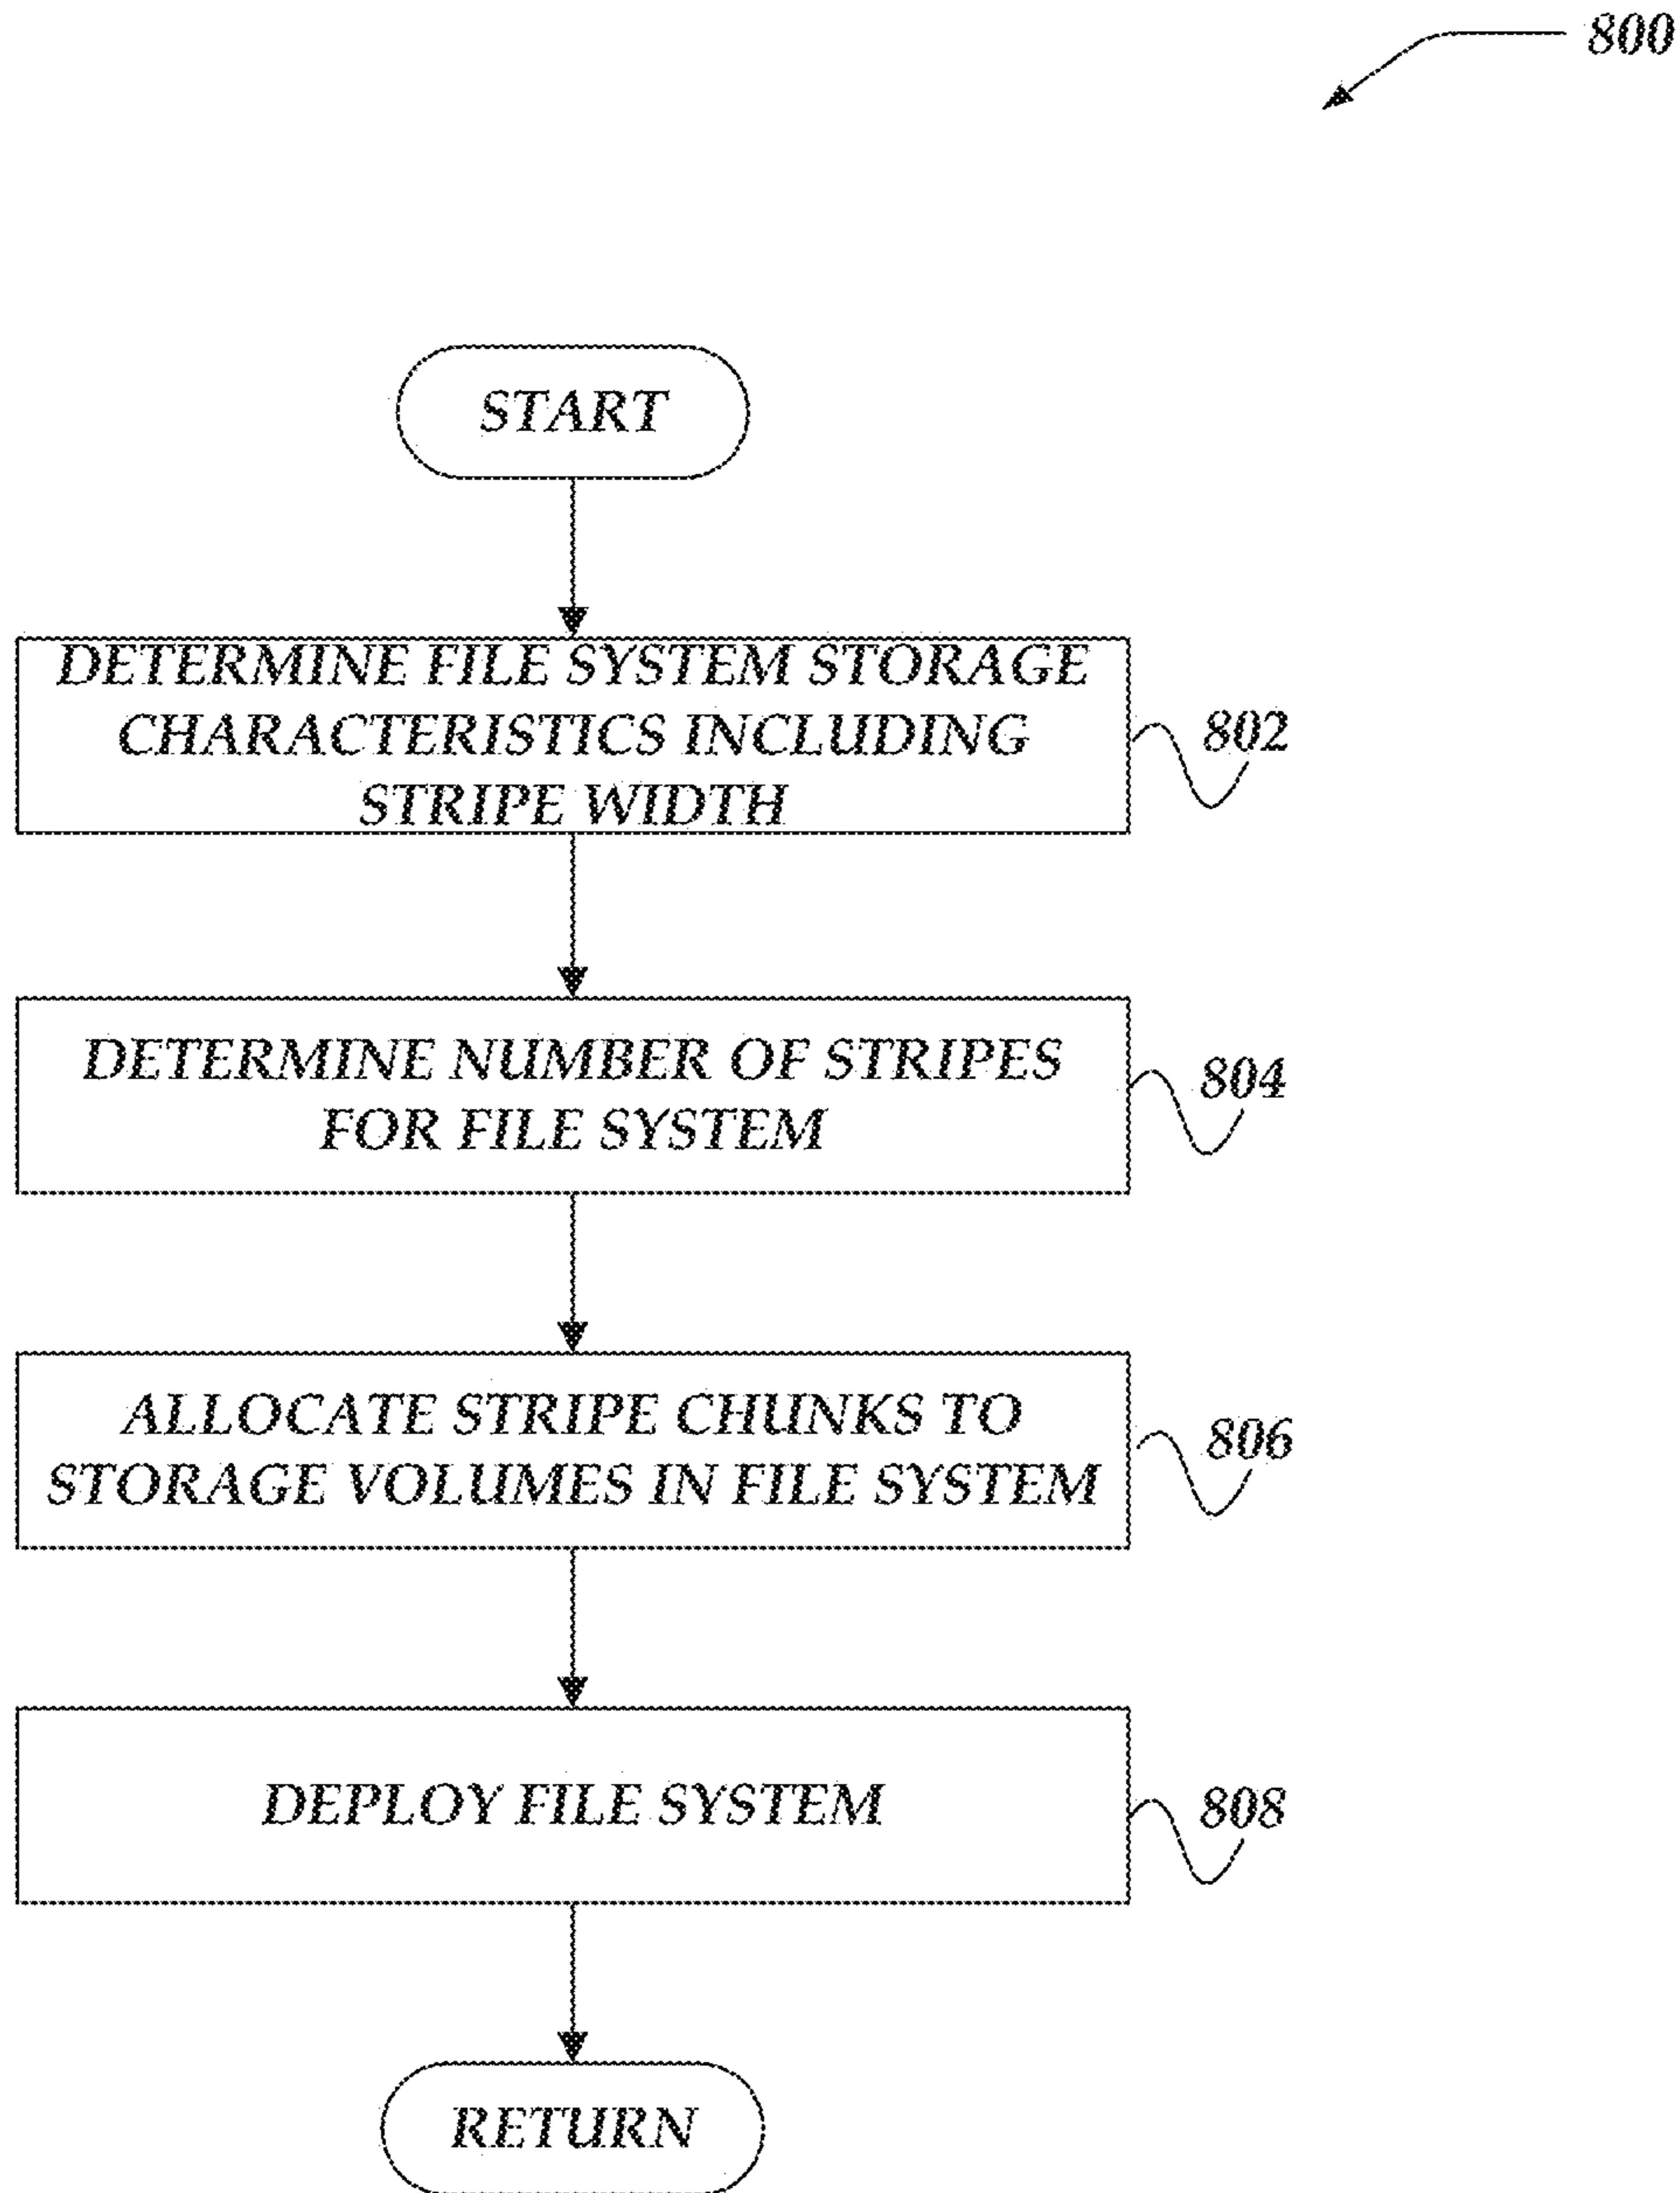 800
START
DETERMINE FILE SYSTEM STORAGE
CHARACTERISTICS INCLUDING
STRIPE WIDTH
802
DETERMINE NUMBER OF STRIPES
FOR FILE SYSTEM
804
ALLOCATE STRIPE CHUNKS TO
STORAGE VOLUMES IN FILE SYSTEM
806
DEPLOY FILE SYSTEM
808
RETURN